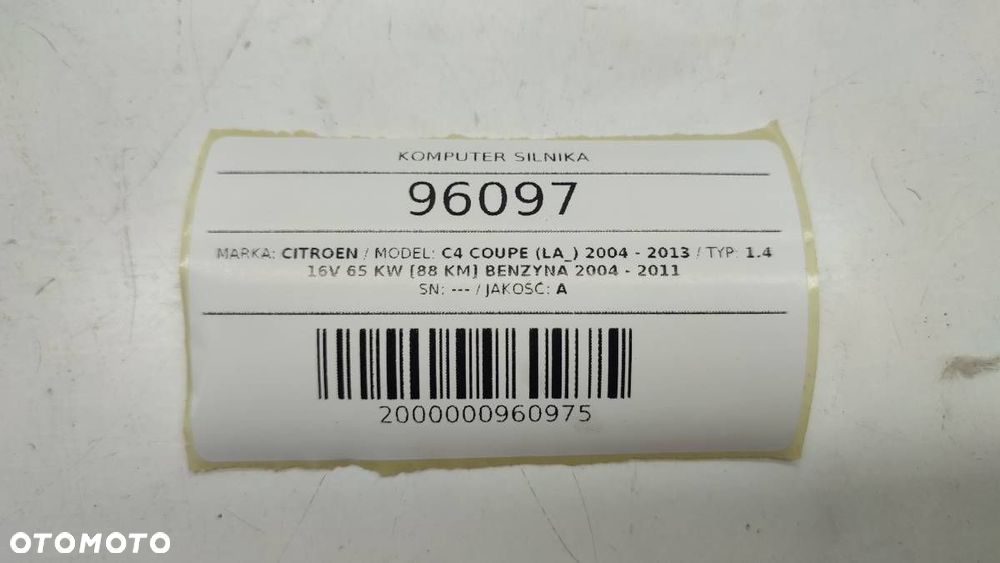 KOMPUTER SILNIKA
96097
MARKA: CITROEN / MODEL: C4 COUPE (LA_) 2004 - 2013 / TYP: 1.4
16V 65 KW [88 KM] BENZYNA 2004 - 2011
SN: --- / JAKOŚĆ: A
2000000960975
OTOMOTO